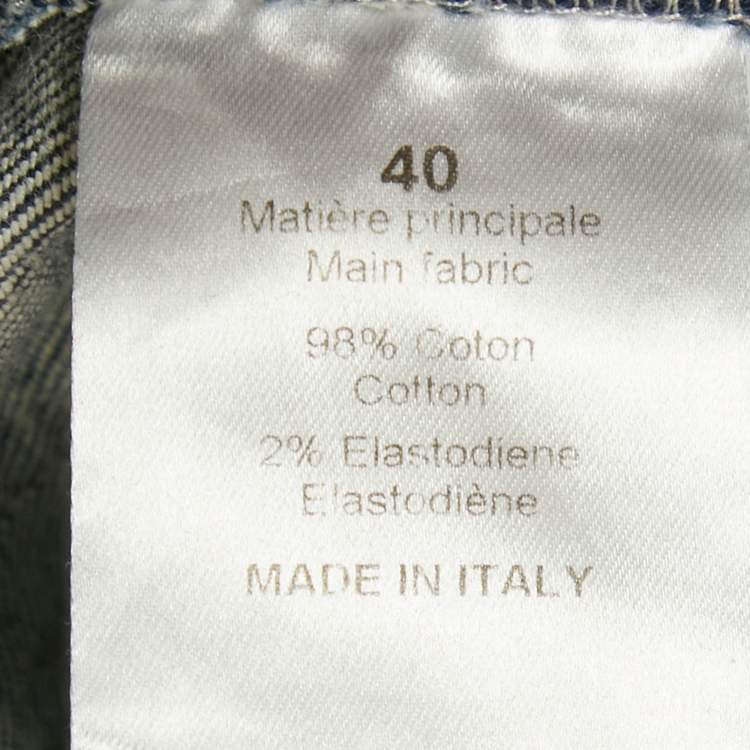 40
Matière principale
Main fabric
98% Coton
Cotton
2% Elastodiene
Elastodiène
MADE IN ITALY